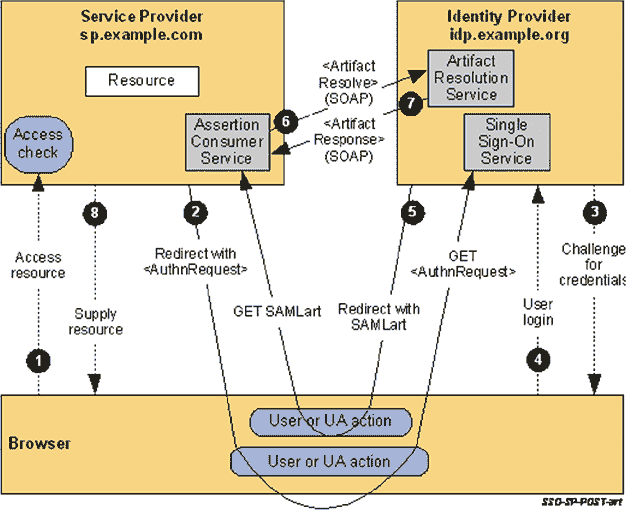 Service Provider
sp.example.com
Identity Provider
idp.example.org
Resource
Access
check
Assertion
Consumer
Service
<Artifact
Resolve>
(SOAP)
6
7
<Artifact
Response>
(SOAP)
Artifact
Resolution
Service
Single
Sign-On
Service
8
2
5
3
Access
resource
Redirect with
<AuthnRequest>
GET
<AuthnRequest>
Challenge
for
credentials
Supply
resource
GET SAMLart
Redirect with
SAMLart
User
login
1
4
Browser
User or UA action
User or UA action
SSO-SP-POST-art